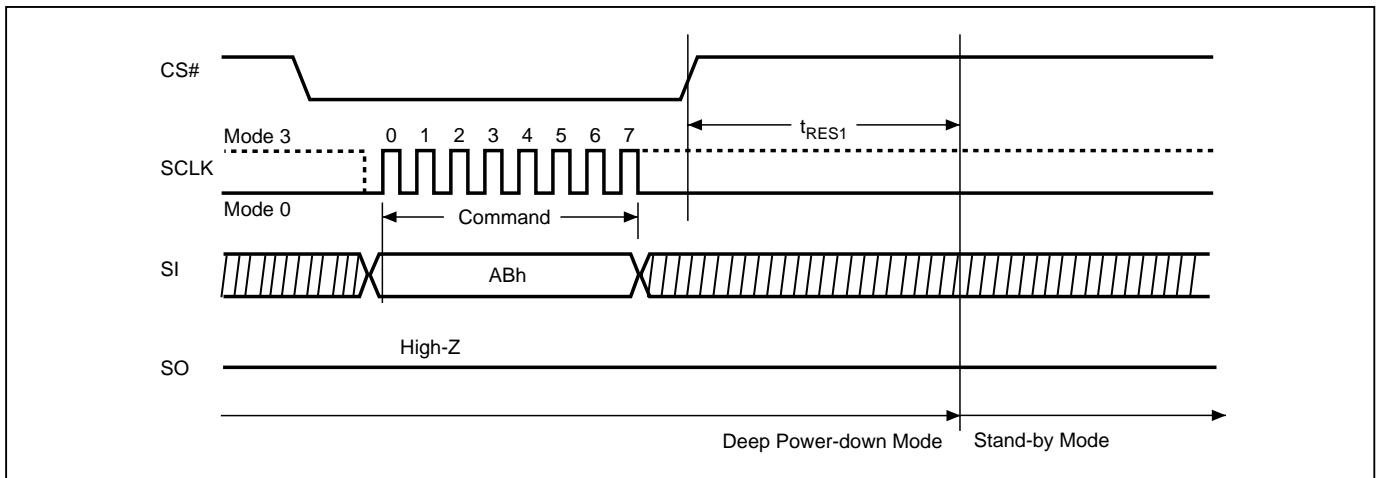 CS#
tRES1
Mode 3
0 1 2 3 4 5 6 7
SCLK
Mode 0
Command
SI
ABh
High-Z
SO
Deep Power-down Mode
Stand-by Mode